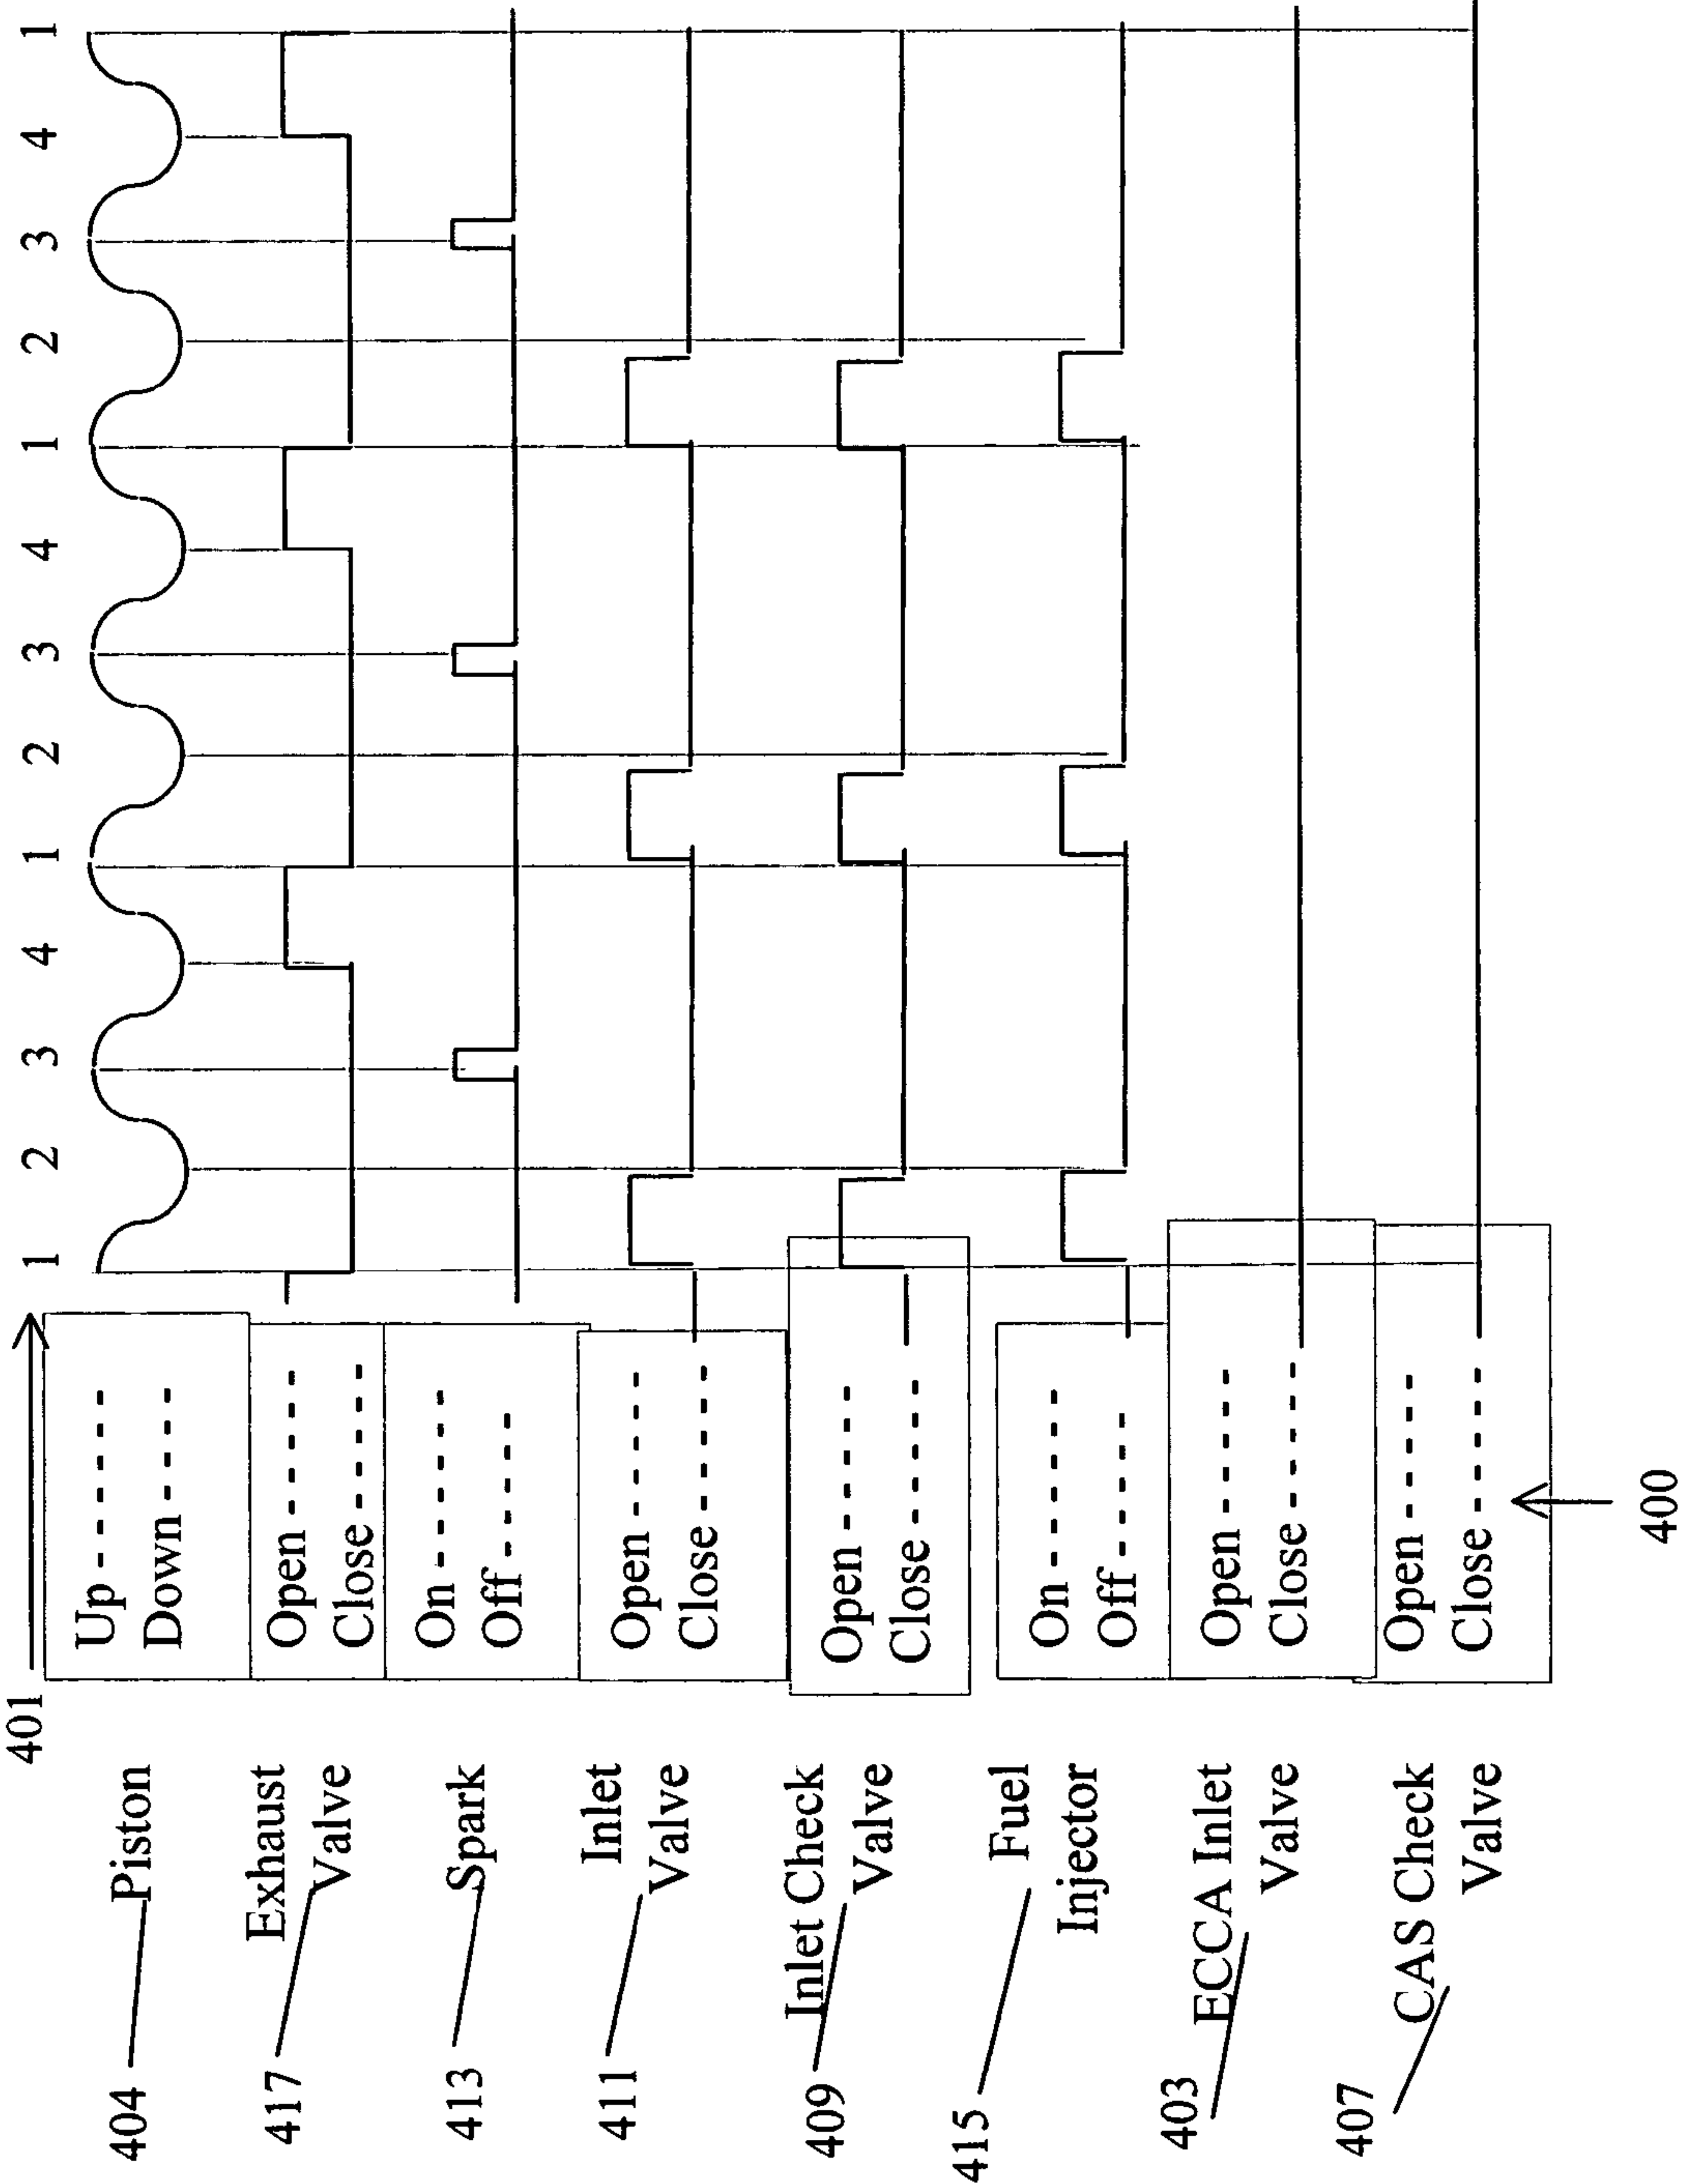 401
1 2 3 4 1 2 3 4 1 2 3 4 1
404 Piston
Up
Down
417 Exhaust
Valve
Open
Close
413 Spark
On
Off
411 Inlet
Valve
Open
Close
409 Inlet Check
Valve
Open
Close
415 Fuel
Injector
On
Off
403 ECCA Inlet
Valve
Open
Close
407 CAS Check
Valve
Open
Close
400